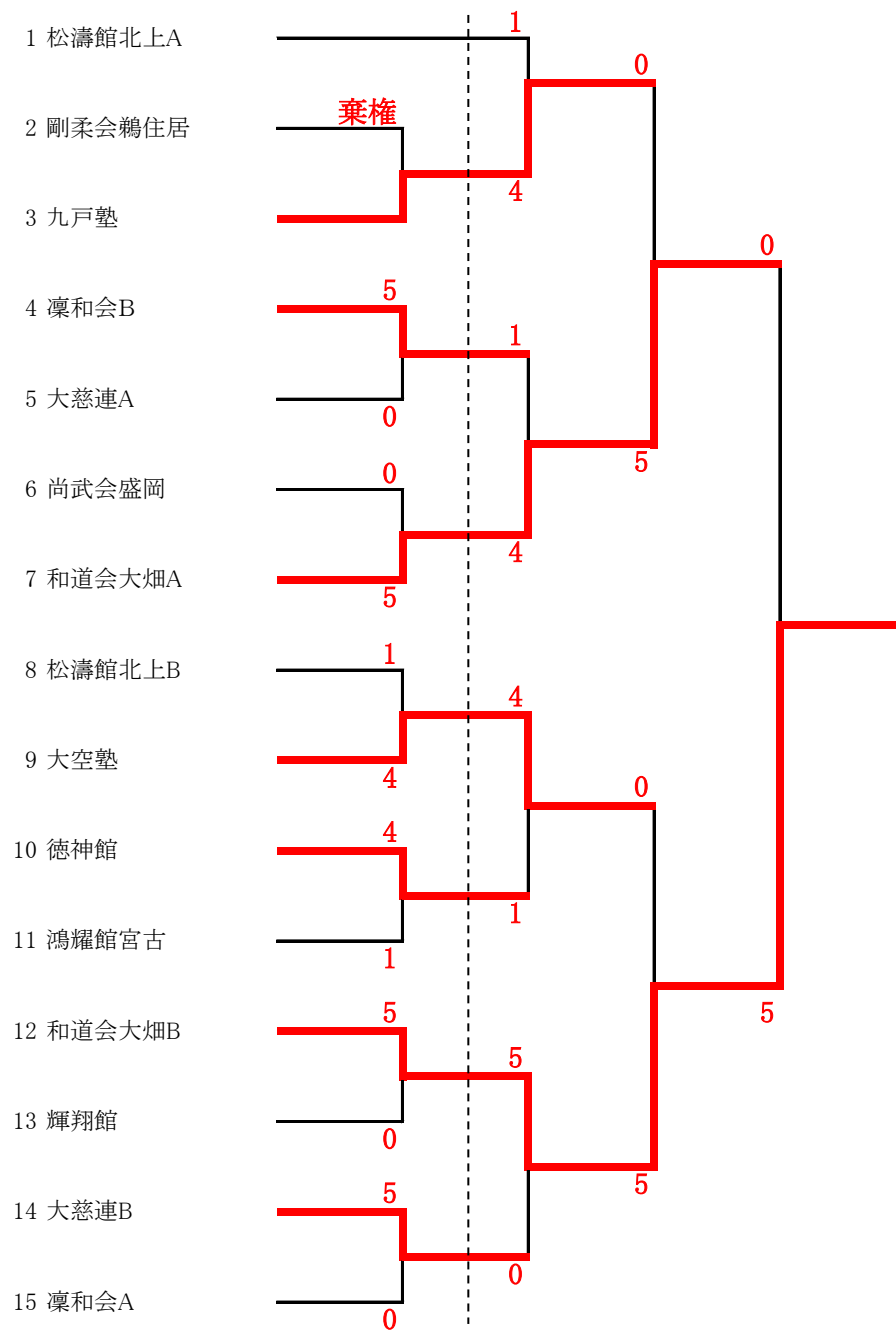 1
1 松濤館北上A
0
棄権
2 剛柔会鵜住居
4
3 九戸塾
0
5
4 凜和会B
1
5 大慈連A
0
5
0
6 尚武会盛岡
4
7 和道会大畑A
5
1
8 松濤館北上B
4
9 大空塾
4
0
4
10 徳神館
1
11 鴻耀館宮古
1
5
5
12 和道会大畑B
5
13 輝翔館
0
5
5
14 大慈連B
0
15 凜和会A
0